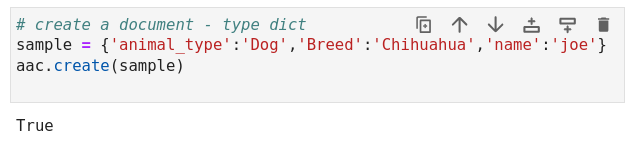 # create a document - type dict
sample = {'animal_type':'Dog','Breed':'Chihuahua','name':'joe'}
aac.create(sample)
True